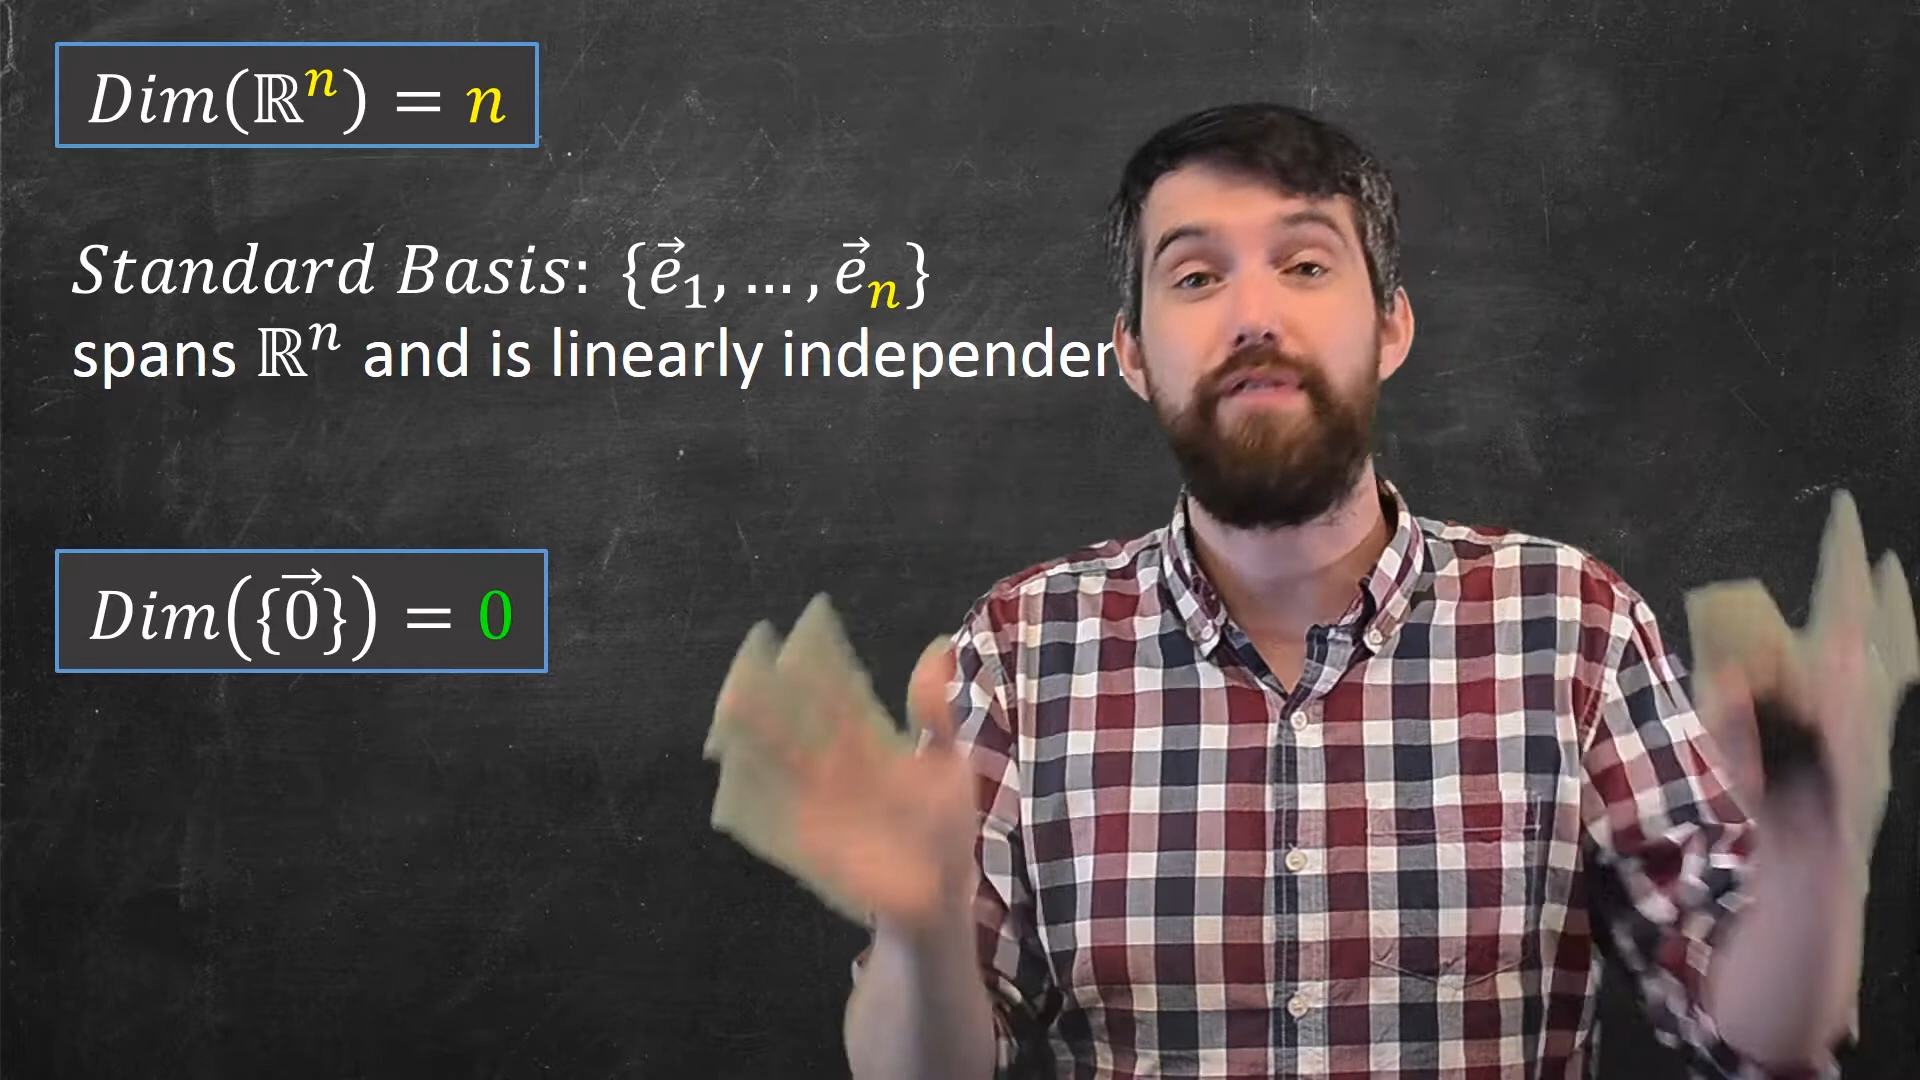 Dim(ℝⁿ) = n
Standard Basis: {e⃗₁, ... , e⃗ₙ}
spans ℝⁿ and is linearly
Dim({0⃗}) = 0